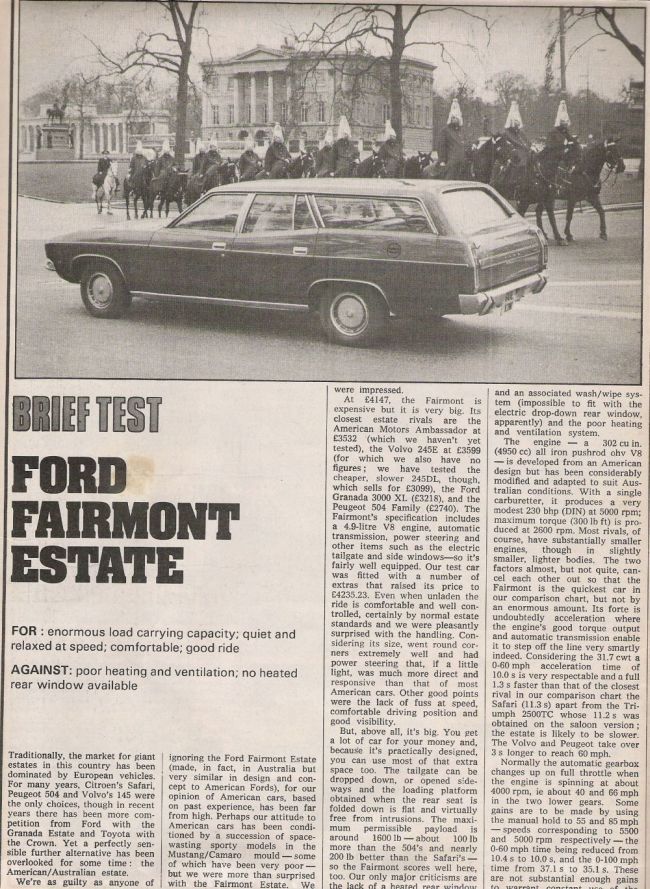 BRIEF TEST
FORD
FAIRMONT
ESTATE
FOR : enormous load carrying capacity; quiet and
relaxed at speed; comfortable; good ride
AGAINST: poor heating and ventilation; no heated
rear window available
Traditionally, the market for giant
estates in this country has been
dominated by European vehicles.
For many years, Citroen's Safari,
Peugeot 504 and Volvo's 145 were
the only choices, though in recent
years there has been more com-
petition from Ford with the
Granada Estate and Toyota with
the Crown. Yet a perfectly sen-
sible further alternative has been
overlooked for some time : the
American/Australian estate.
We're as guilty as anyone of
ignoring the Ford Fairmont Estate
(made, in fact, in Australia but
very similar in design and con-
cept to American Fords), for our
opinion of American cars, based
on past experience, has been far
from high. Perhaps our attitude to
American cars has been condi-
tioned by a succession of space-
wasting sporty models in the
Mustang/Camaro mould — some of
which have been very poor —
but we were more than surprised
with the Fairmont Estate. We
were impressed.
At £4147, the Fairmont is
expensive but it is very big. Its
closest estate rivals are the
American Motors Ambassador at
£3532 (which we haven't yet
tested), the Volvo 245E at £3599
(for which we also have no
figures ; we have tested the
cheaper, slower 245DL, though,
which sells for £3099), the Ford
Granada 3000 XL (£3218), and the
Peugeot 504 Family (£2740). The
Fairmont's specification includes
a 4.9-litre V8 engine, automatic
transmission, power steering and
other items such as the electric
tailgate and side windows—so it's
fairly well equipped. Our test car
was fitted with a number of
extras that raised its price to
£4235.23. Even when unladen the
ride is comfortable and well con-
trolled, certainly by normal estate
standards and we were pleasantly
surprised with the handling. Con-
sidering its size, went round cor-
ners extremely well and had
power steering that, if a little
light, was much more direct and
responsive than that of most
American cars. Other good points
were the lack of fuss at speed,
comfortable driving position and
good visibility.
But, above all, it's big. You get
a lot of car for your money and,
because it's practically designed,
you can use most of that extra
space too. The tailgate can be
dropped down, or opened side-
ways and the loading platform
obtained when the rear seat is
folded down is flat and virtually
free from intrusions. The maxi-
mum permissible payload is
around 1600 lb — about 100 lb
more than the 504's and nearly
200 lb better than the Safari's —
so the Fairmont scores well here,
too. Our only major criticisms are
the lack of a heated rear window
and an associated wash/wipe sys-
tem (impossible to fit with the
electric drop-down rear window,
apparently) and the poor heating
and ventilation system.
The engine — a 302 cu in.
(4950 cc) all iron pushrod ohv V8
— is developed from an American
design but has been considerably
modified and adapted to suit Aus-
tralian conditions. With a single
carburetter, it produces a very
modest 230 bhp (DIN) at 5000 rpm;
maximum torque (300 lb ft) is pro-
duced at 2600 rpm. Most rivals, of
course, have substantially smaller
engines, though in slightly
smaller, lighter bodies. The two
factors almost, but not quite, can-
cel each other out so that the
Fairmont is the quickest car in
our comparison chart, but not by
an enormous amount. Its forte is
undoubtedly acceleration where
the engine's good torque output
and automatic transmission enable
it to step off the line very smartly
indeed. Considering the 31.7 cwt a
0-60 mph acceleration time of
10.0 s is very respectable and a full
1.3 s faster than that of the closest
rival in our comparison chart the
Safari (11.3 s) apart from the Tri-
umph 2500TC whose 11.2 s was
obtained on the saloon version ;
the estate is likely to be slower.
The Volvo and Peugeot take over
3 s longer to reach 60 mph.
Normally the automatic gearbox
changes up on full throttle when
the engine is spinning at about
4000 rpm, ie about 40 and 66 mph
in the two lower gears. Some
gains are to be made by using
the manual hold to 55 and 85 mph
— speeds corresponding to 5500
and 5000 rpm respectively — the
0-60 mph time being reduced from
10.4 s to 10.0 s, and the 0-100 mph
time from 37.1 s to 35.1 s. These
are not substantial enough gains
to warrant constant use of the